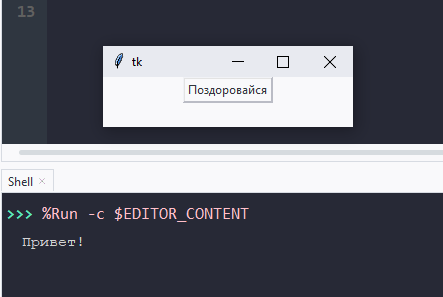 13
tk
Поздоровайся
Shell ×
>>> %Run -c $EDITOR_CONTENT
Привет!